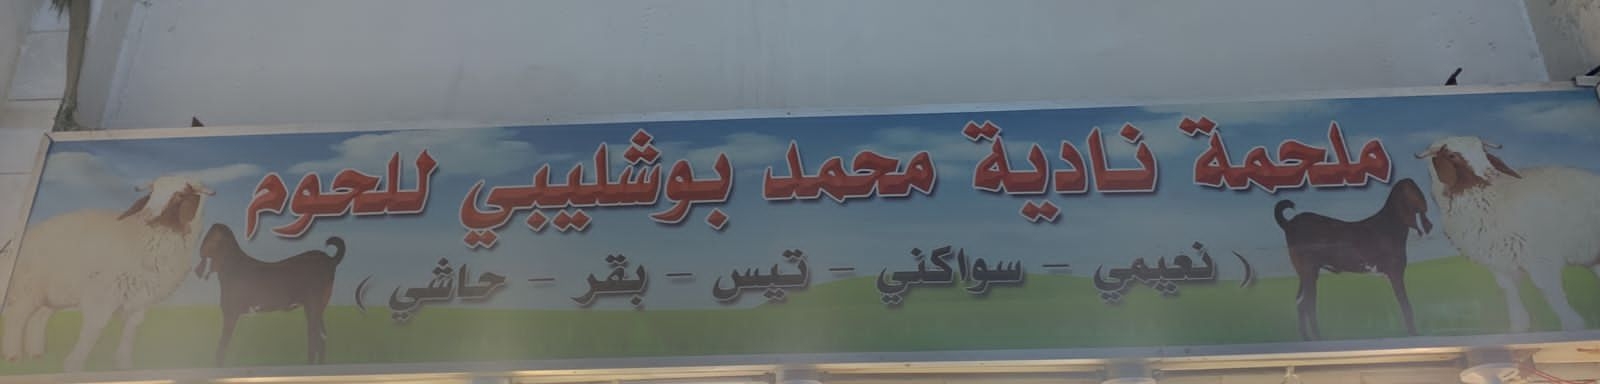 ملحمة نادية محمد بوشليبي للحوم
( نعيمي - سواكني - تيس - بقر - حاشي )